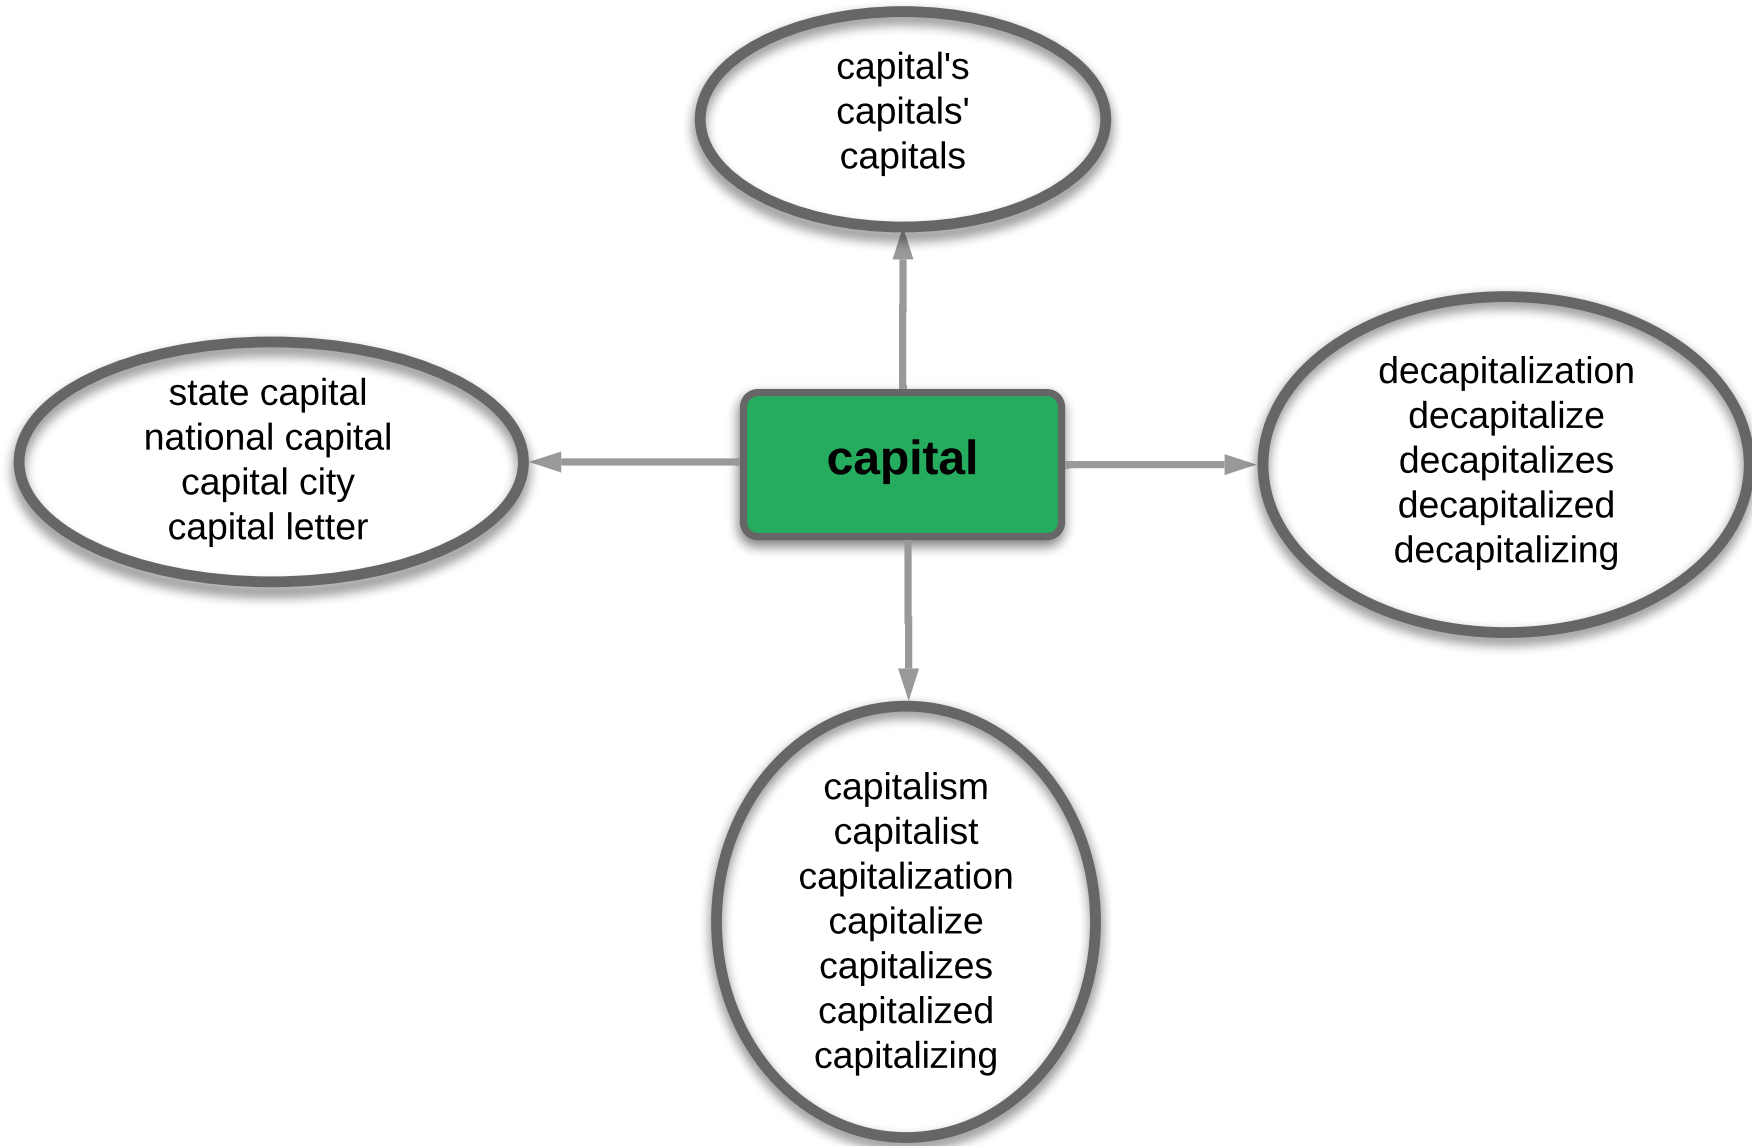 capital's
capitals'
capitals
state capital
national capital
capital city
capital letter
capital
decapitalization
decapitalize
decapitalizes
decapitalized
decapitalizing
capitalism
capitalist
capitalization
capitalize
capitalizes
capitalized
capitalizing